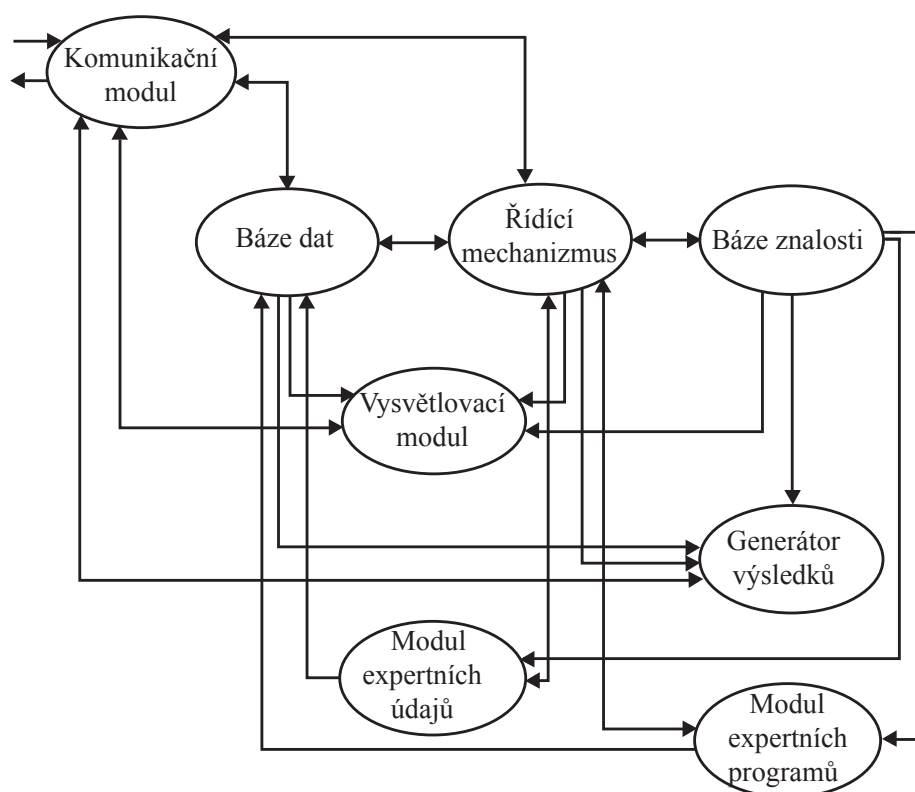 Komunikační
modul
Báze dat
Řídící
mechanizmus
Báze znalosti
Vysvětlovací
modul
Generátor
výsledků
Modul
expertních
údajů
Modul
expertních
programů